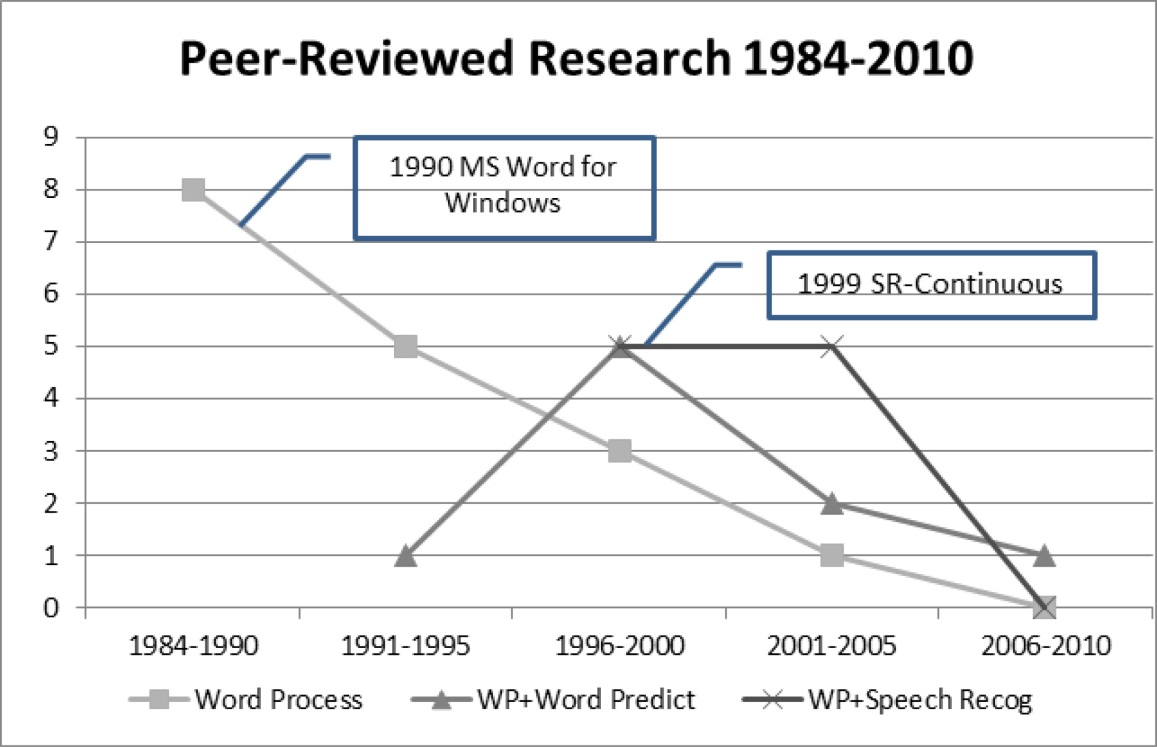 Peer-Reviewed Research 1984-2010
9
1990 MS Word for
Windows
8
7
6
1999 SR-Continuous
5
4
3
2
1
0
1984-1990 1991-1995 1996-2000 2001-2005 2006-2010
Word Process WP+Word Predict WP+Speech Recog